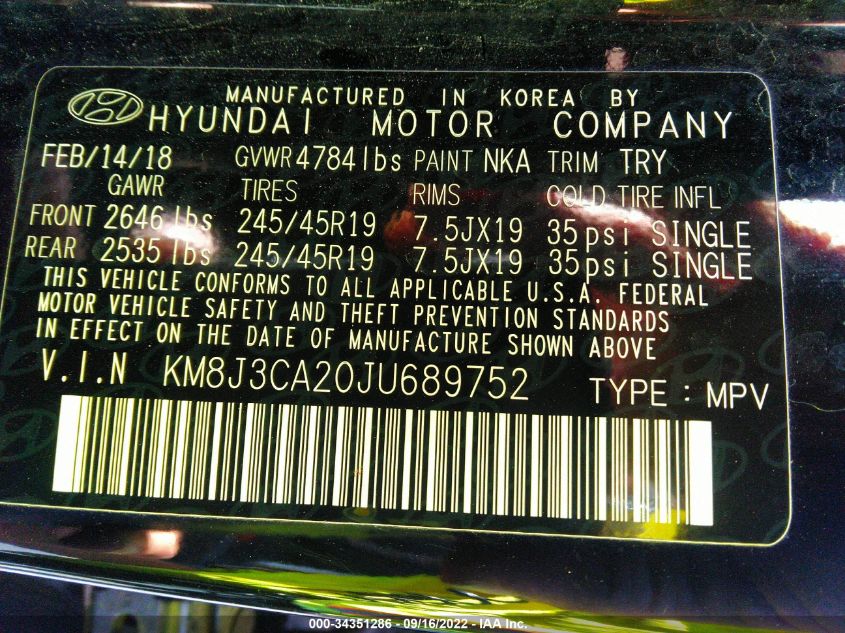 MANUFACTURED IN KOREA BY
HYUNDAI MOTOR COMPANY
FEB/14/18 GVWR 4784 lbs PAINT NKA TRIM TRY
GAWR TIRES RIMS COLD TIRE INFL
FRONT 2646 lbs 245/45R19 7.5JX19 35psi SINGLE
REAR 2535 lbs 245/45R19 7.5JX19 35psi SINGLE
THIS VEHICLE CONFORMS TO ALL APPLICABLE U.S.A. FEDERAL
MOTOR VEHICLE SAFETY AND THEFT PREVENTION STANDARDS
IN EFFECT ON THE DATE OF MANUFACTURE SHOWN ABOVE
V.I.N KM8J3CA20JU689752 TYPE : MPV
000-34351286 - 09/16/2022 - IAA Inc.